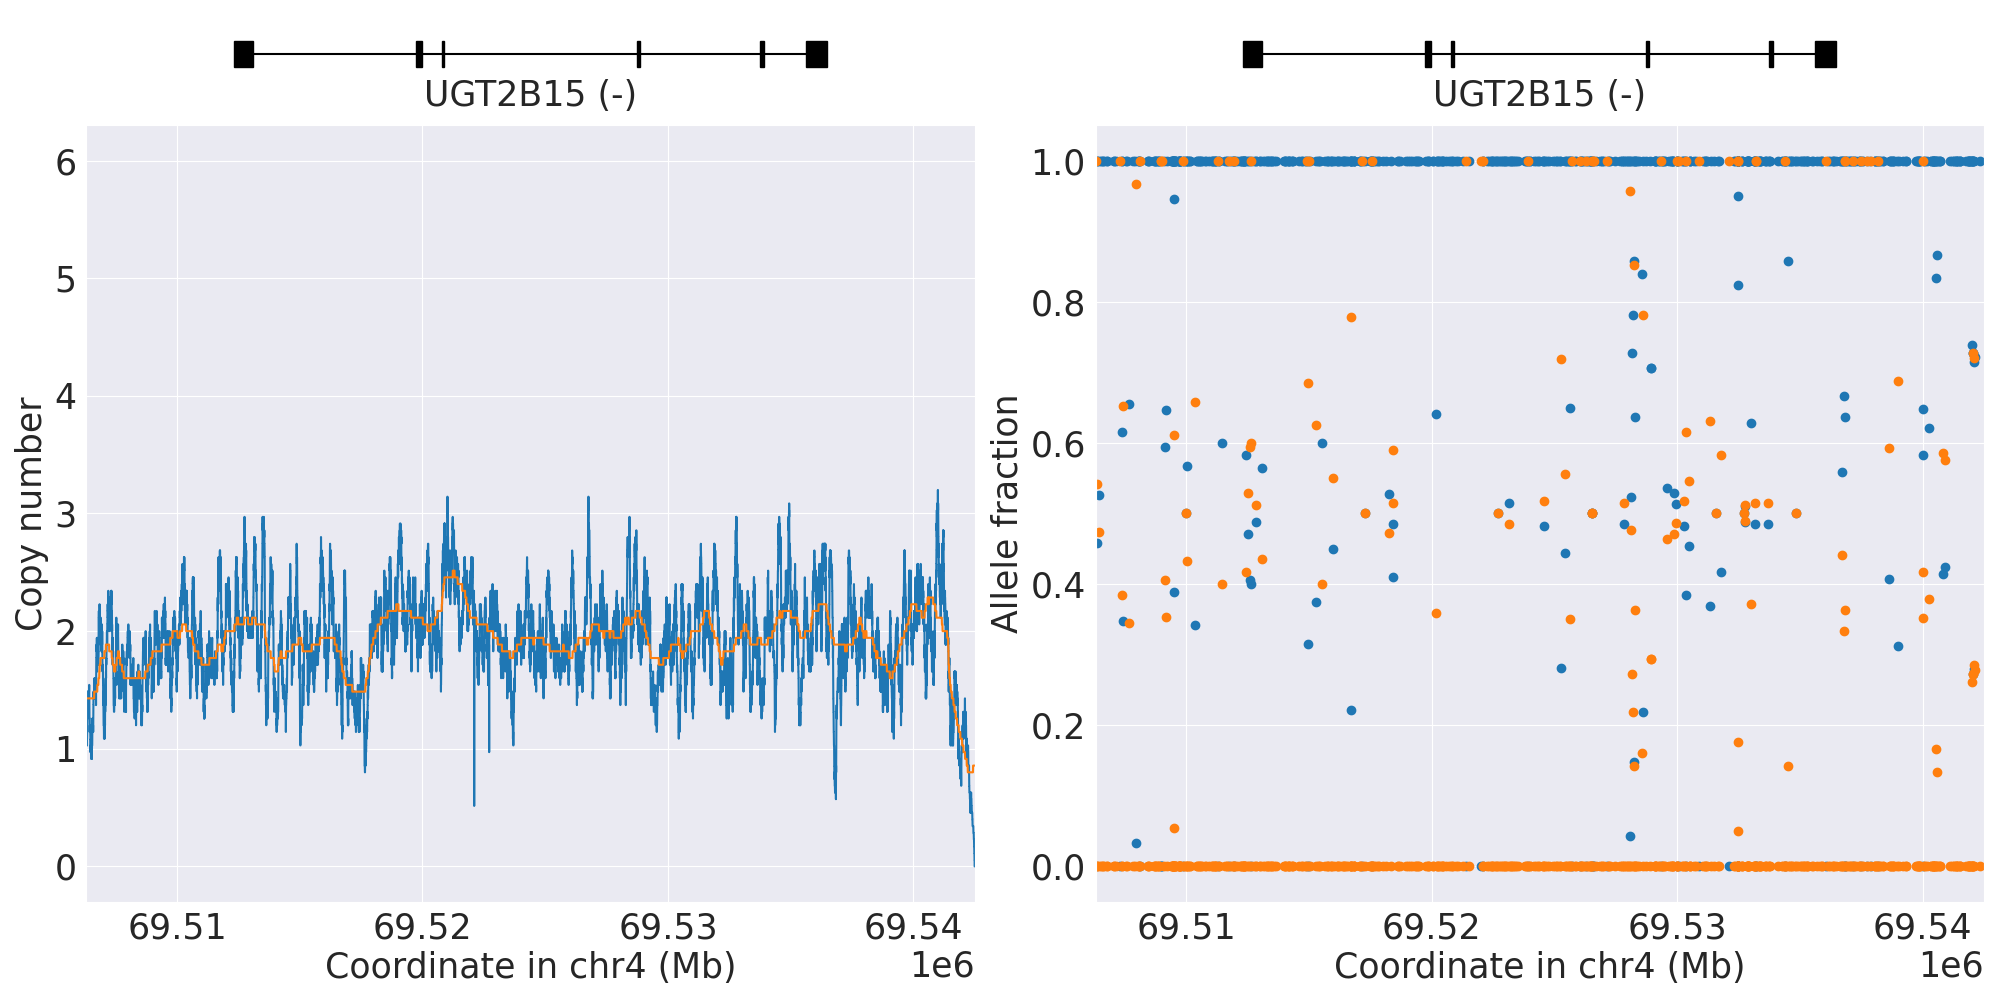 UGT2B15 (-)
Copy number
6
5
4
3
2
1
0
69.51 69.52 69.53 69.54
Coordinate in chr4 (Mb)
1e6
UGT2B15 (-)
Allele fraction
1.0
0.8
0.6
0.4
0.2
0.0
69.51 69.52 69.53 69.54
Coordinate in chr4 (Mb)
1e6